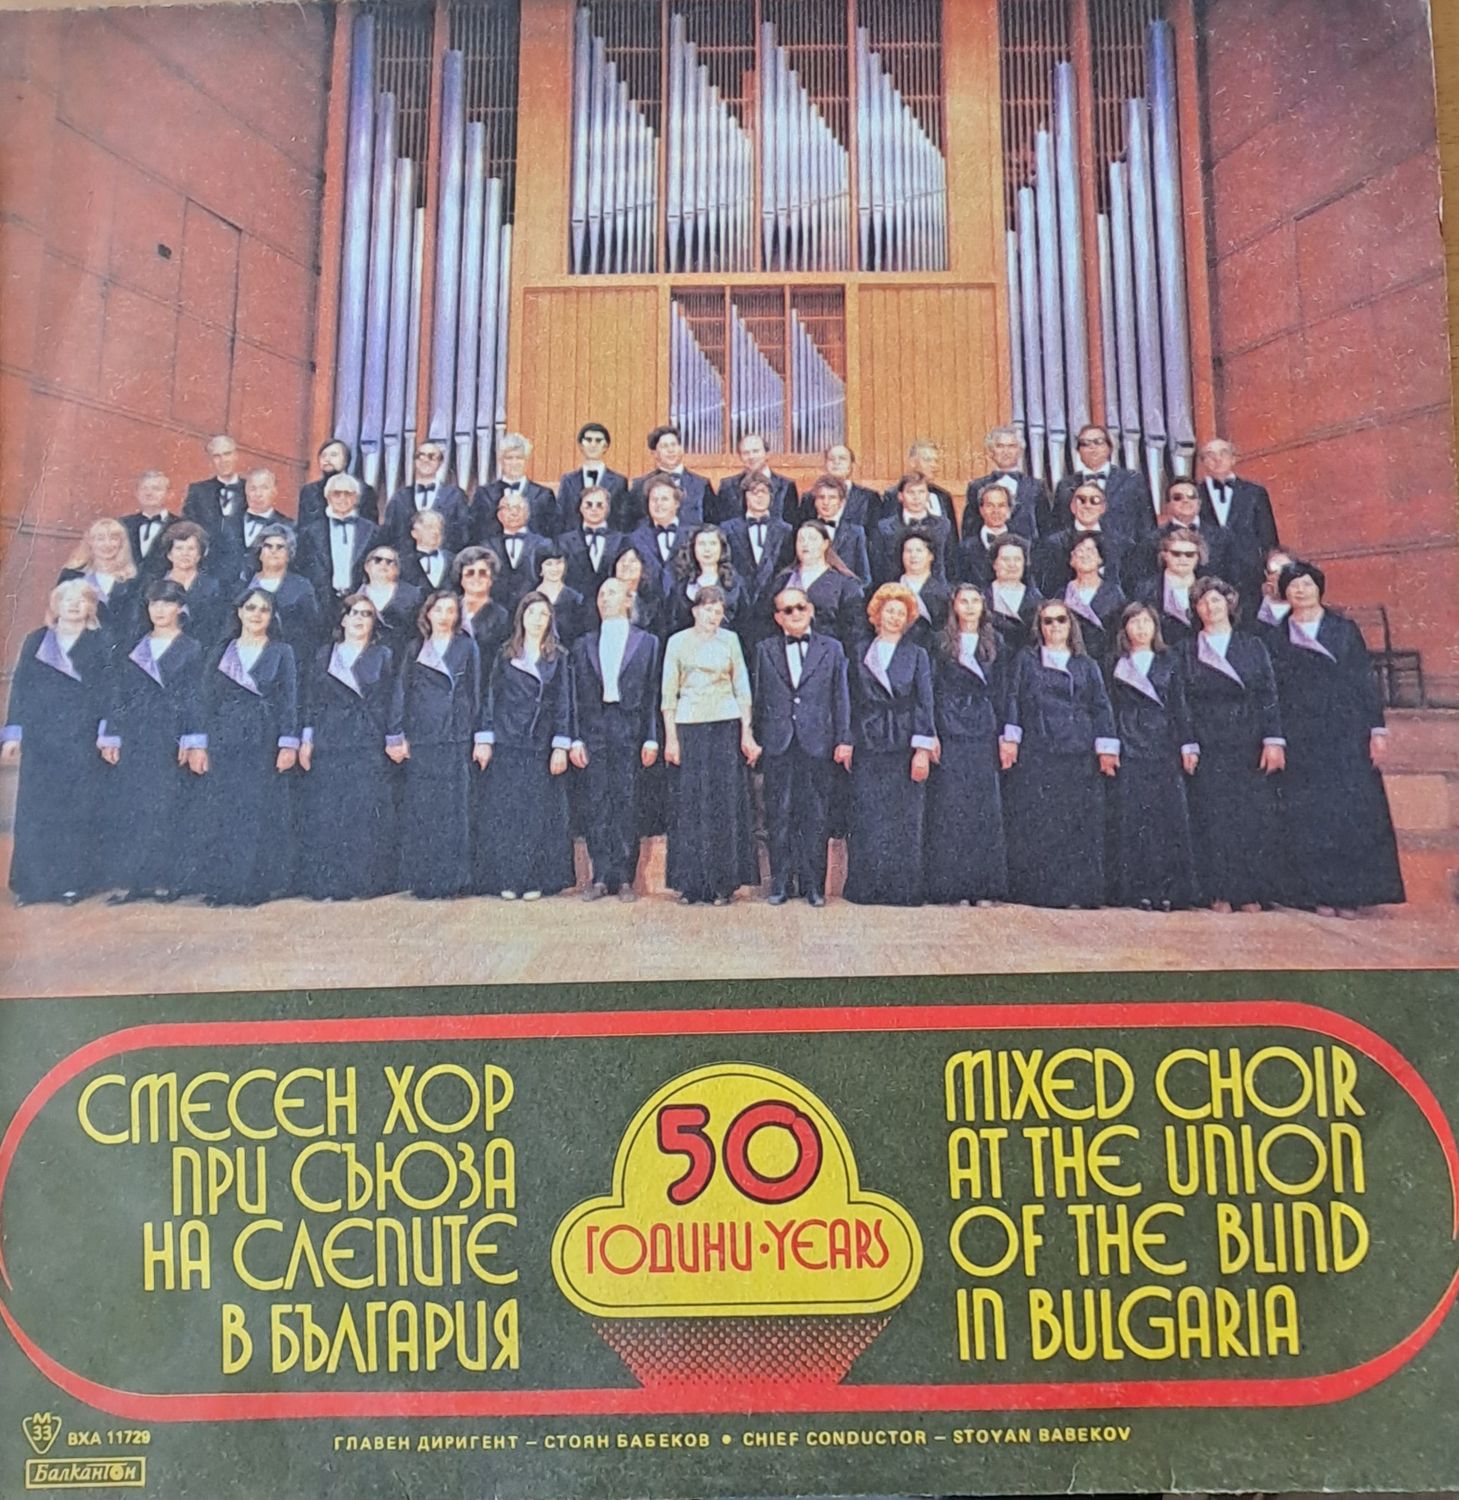 СМЕСЕН ХОР
ПРИ СЪЮЗА
НА СЛЕПИТЕ
В БЪЛГАРИЯ
50
ГОДИНИ·YEARS
MIXED CHOIR
AT THE UNION
OF THE BLIND
IN BULGARIA
M
33
ВХА 11729
Балкантон
ГЛАВЕН ДИРИГЕНТ – СТОЯН БАБЕКОВ • CHIEF CONDUCTOR – STOYAN BABEKOV